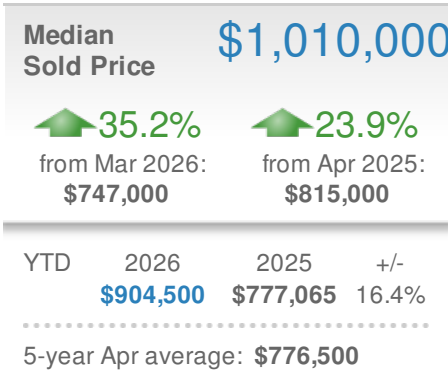 Median $1,010,000
Sold Price
35.2% 23.9%
from Mar 2026: from Apr 2025:
$747,000 $815,000
YTD 2026 2025 +/-
$904,500 $777,065 16.4%
5-year Apr average: $776,500